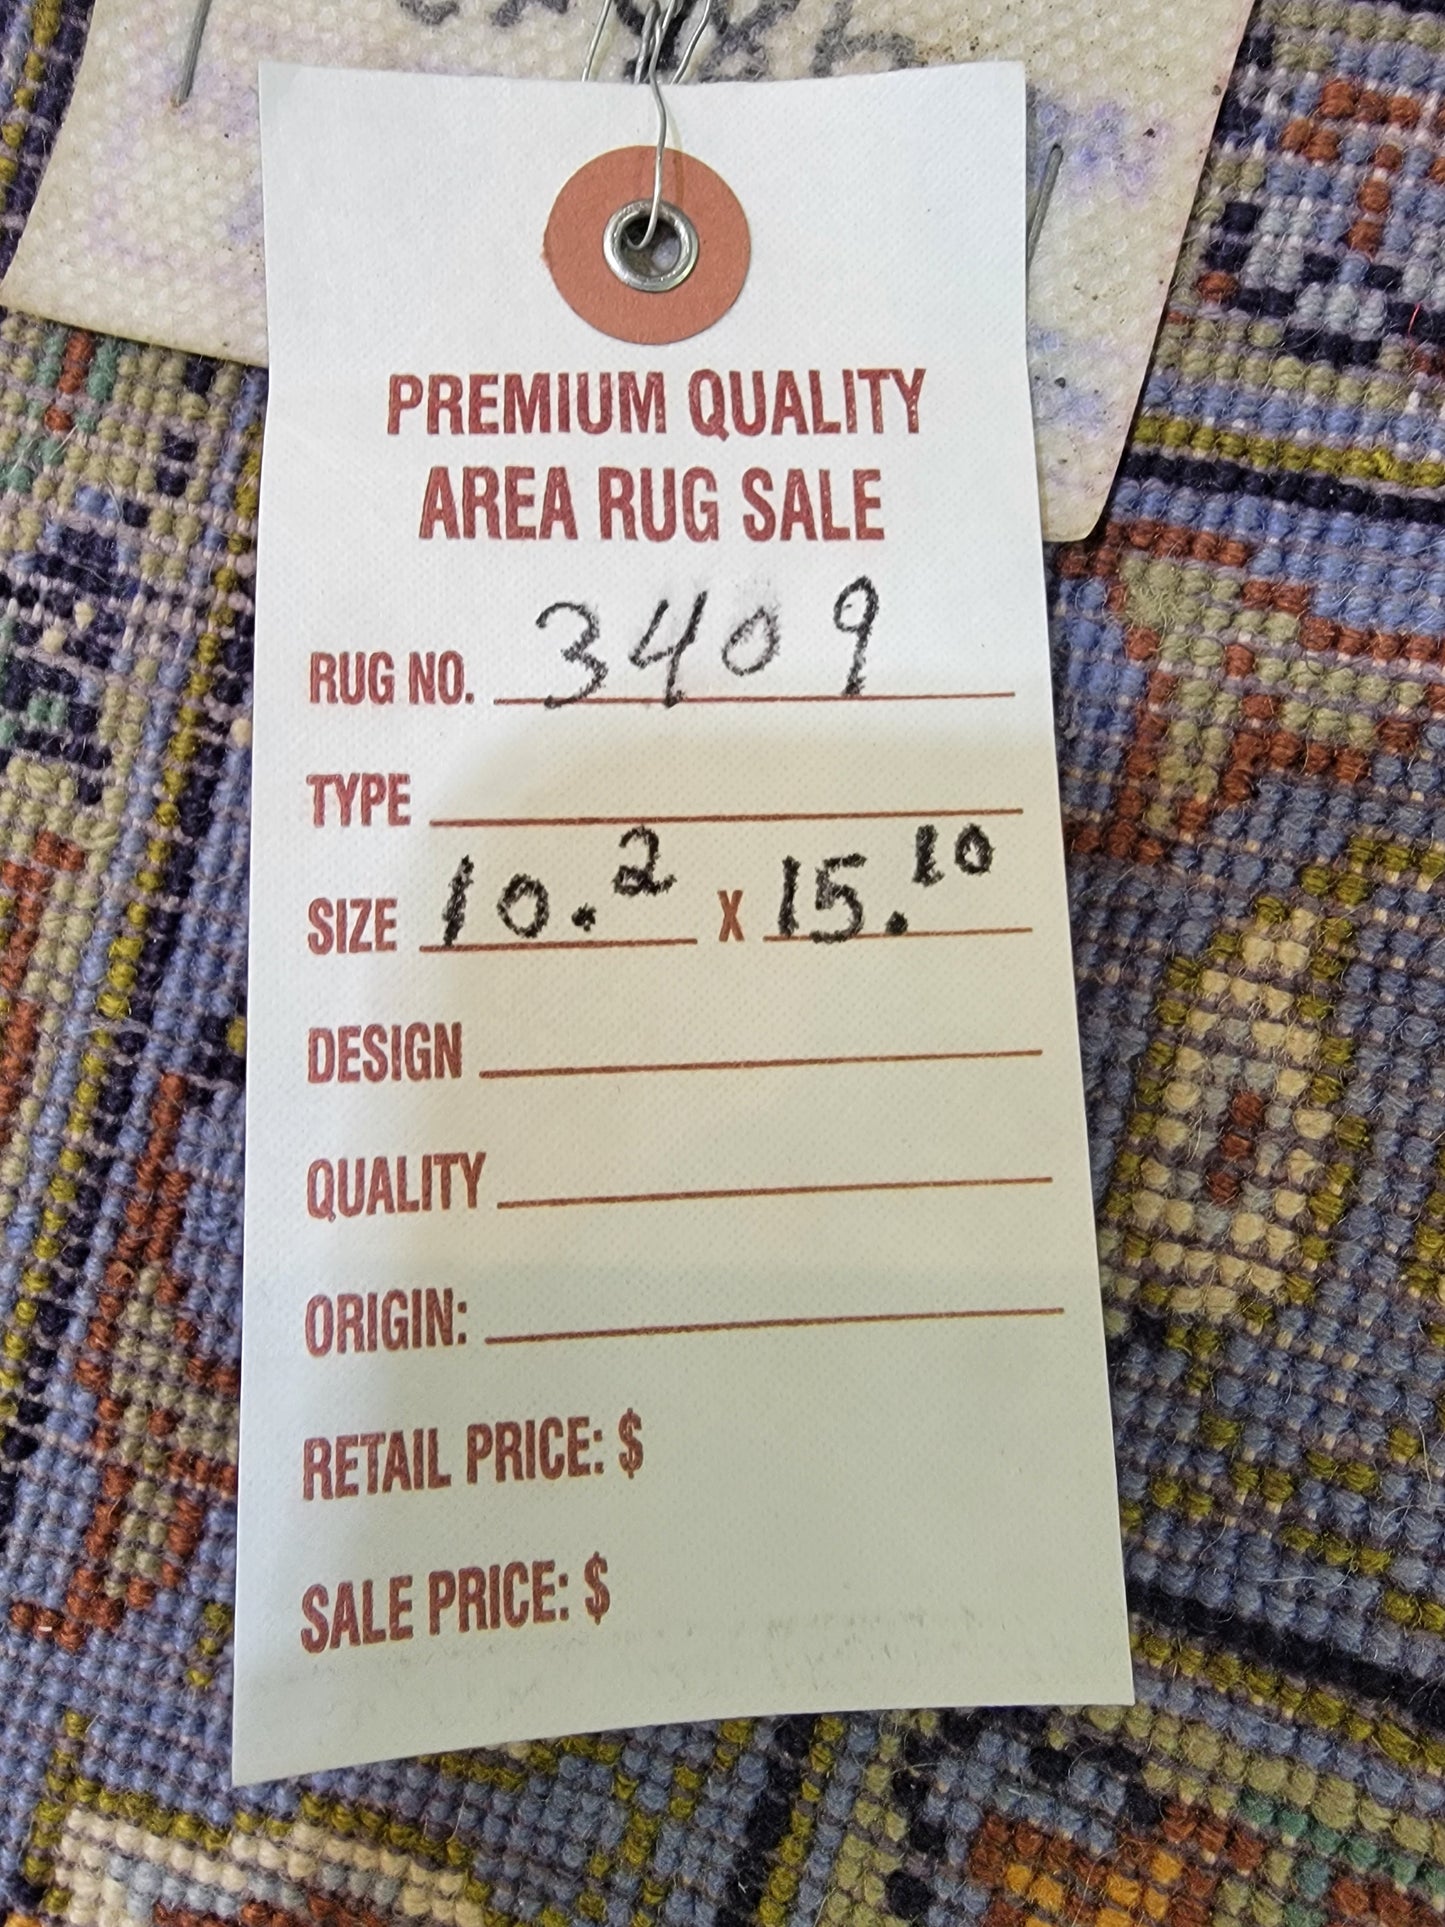 PREMIUM QUALITY
AREA RUG SALE
RUG NO. 3409
TYPE
SIZE 10.2 X 15.10
DESIGN
QUALITY
ORIGIN:
RETAIL PRICE: $
SALE PRICE: $